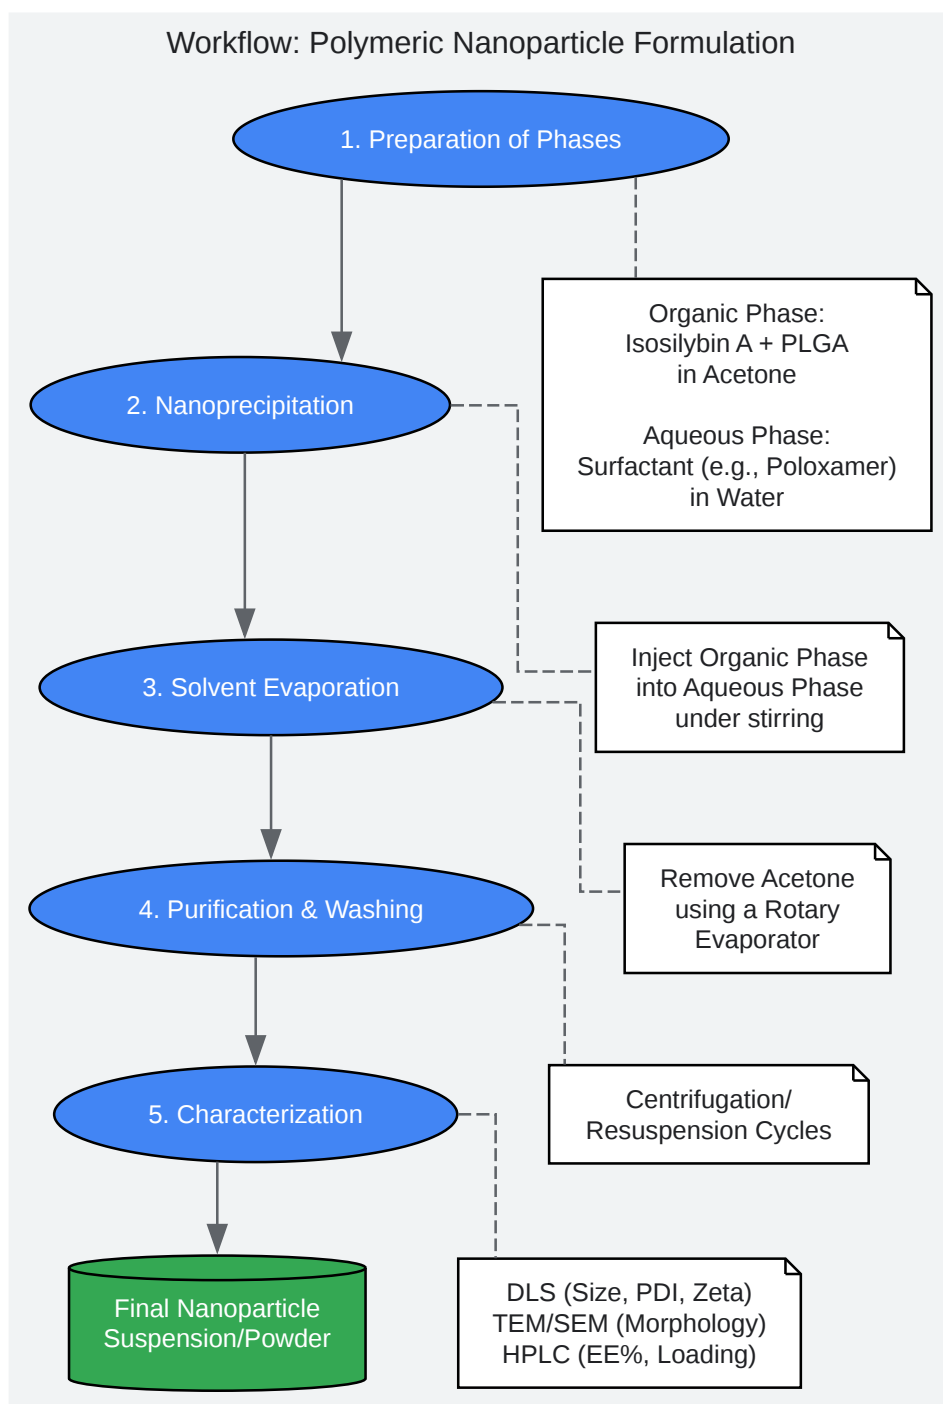 Workflow: Polymeric Nanoparticle Formulation
1. Preparation of Phases
Organic Phase:
Isosilybin A + PLGA
in Acetone
Aqueous Phase:
Surfactant (e.g., Poloxamer)
in Water
2. Nanoprecipitation
Inject Organic Phase
into Aqueous Phase
under stirring
3. Solvent Evaporation
Remove Acetone
using a Rotary
Evaporator
4. Purification & Washing
Centrifugation/
Resuspension Cycles
5. Characterization
DLS (Size, PDI, Zeta)
TEM/SEM (Morphology)
HPLC (EE%, Loading)
Final Nanoparticle
Suspension/Powder